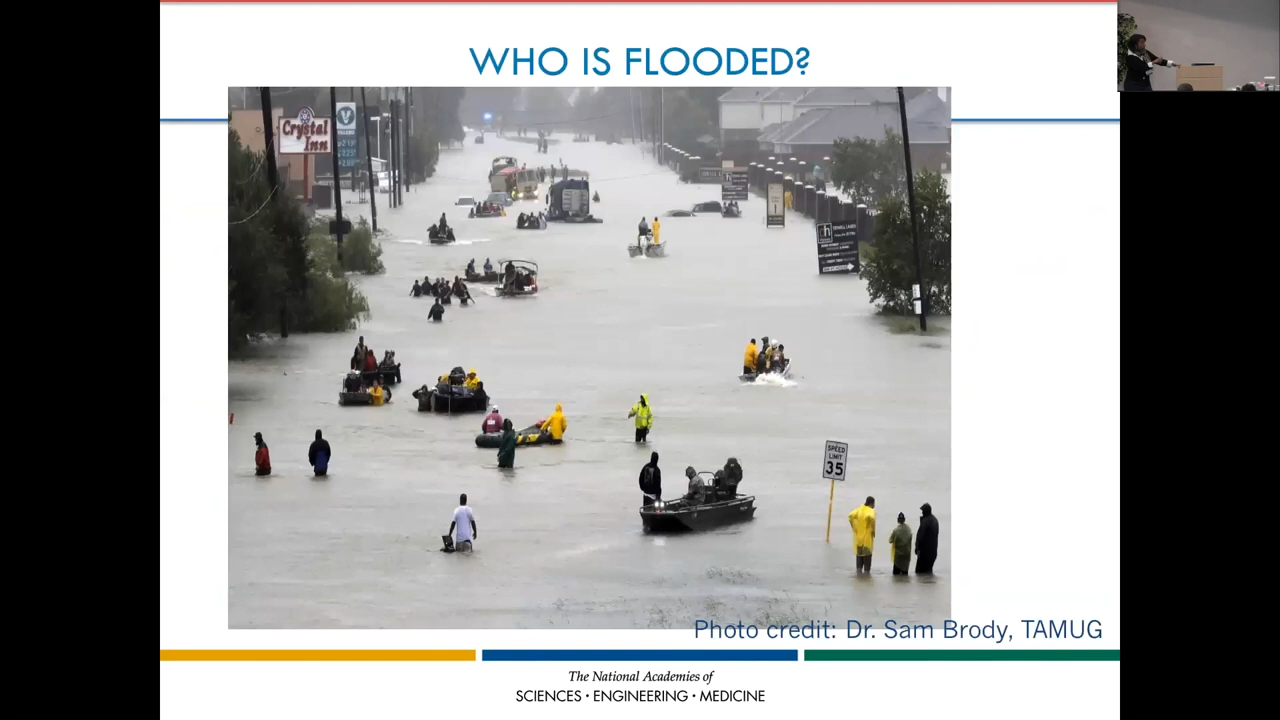 WHO IS FLOODED?
Crystal
Inn
SPEED
LIMIT
35
Photo credit: Dr. Sam Brody, TAMUG
The National Academies of
SCIENCES · ENGINEERING · MEDICINE